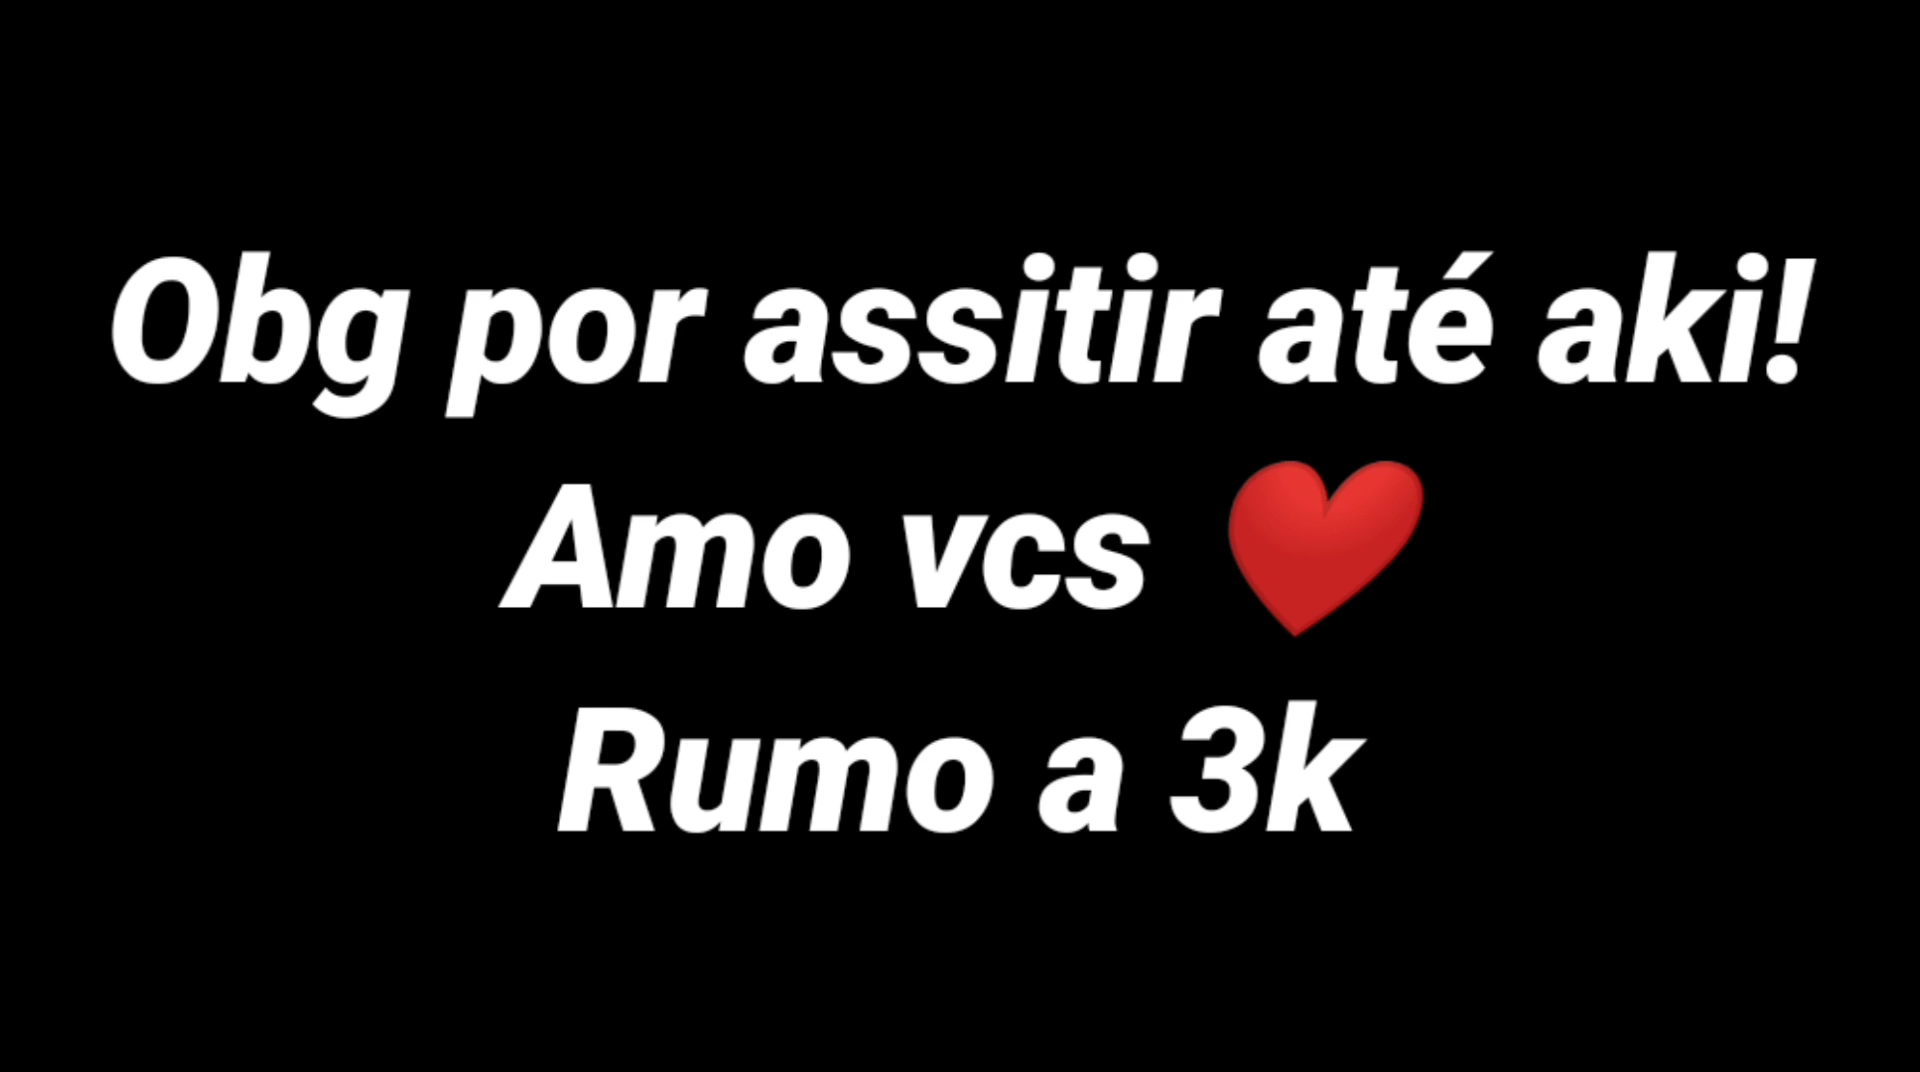 Obg por assitir até aki!
Amo vcs ❤️
Rumo a 3k